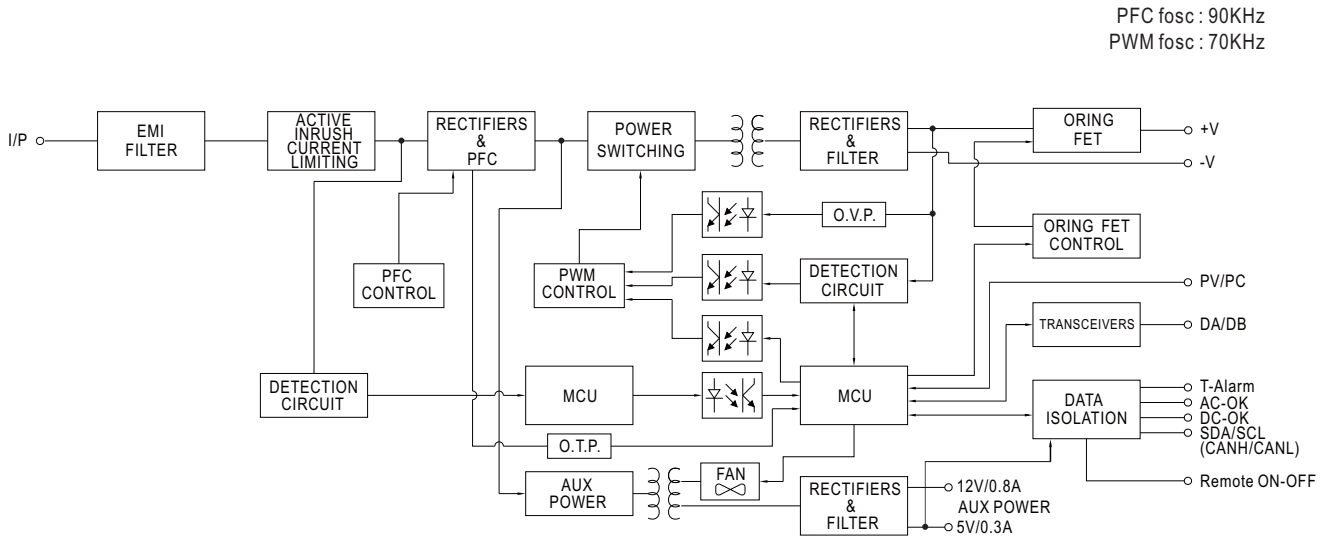 PFC fosc : 90KHz
PWM fosc : 70KHz
I/P
EMI
FILTER
ACTIVE
INRUSH
CURRENT
LIMITING
RECTIFIERS
&
PFC
POWER
SWITCHING
RECTIFIERS
&
FILTER
ORING
FET
+V
-V
O.V.P.
ORING FET
CONTROL
PFC
CONTROL
PWM
CONTROL
DETECTION
CIRCUIT
PV/PC
TRANSCEIVERS
DA/DB
DETECTION
CIRCUIT
MCU
MCU
DATA
ISOLATION
T-Alarm
AC-OK
DC-OK
SDA/SCL
(CANH/CANL)
O.T.P.
AUX
POWER
FAN
RECTIFIERS
&
FILTER
12V/0.8A
AUX POWER
5V/0.3A
Remote ON-OFF